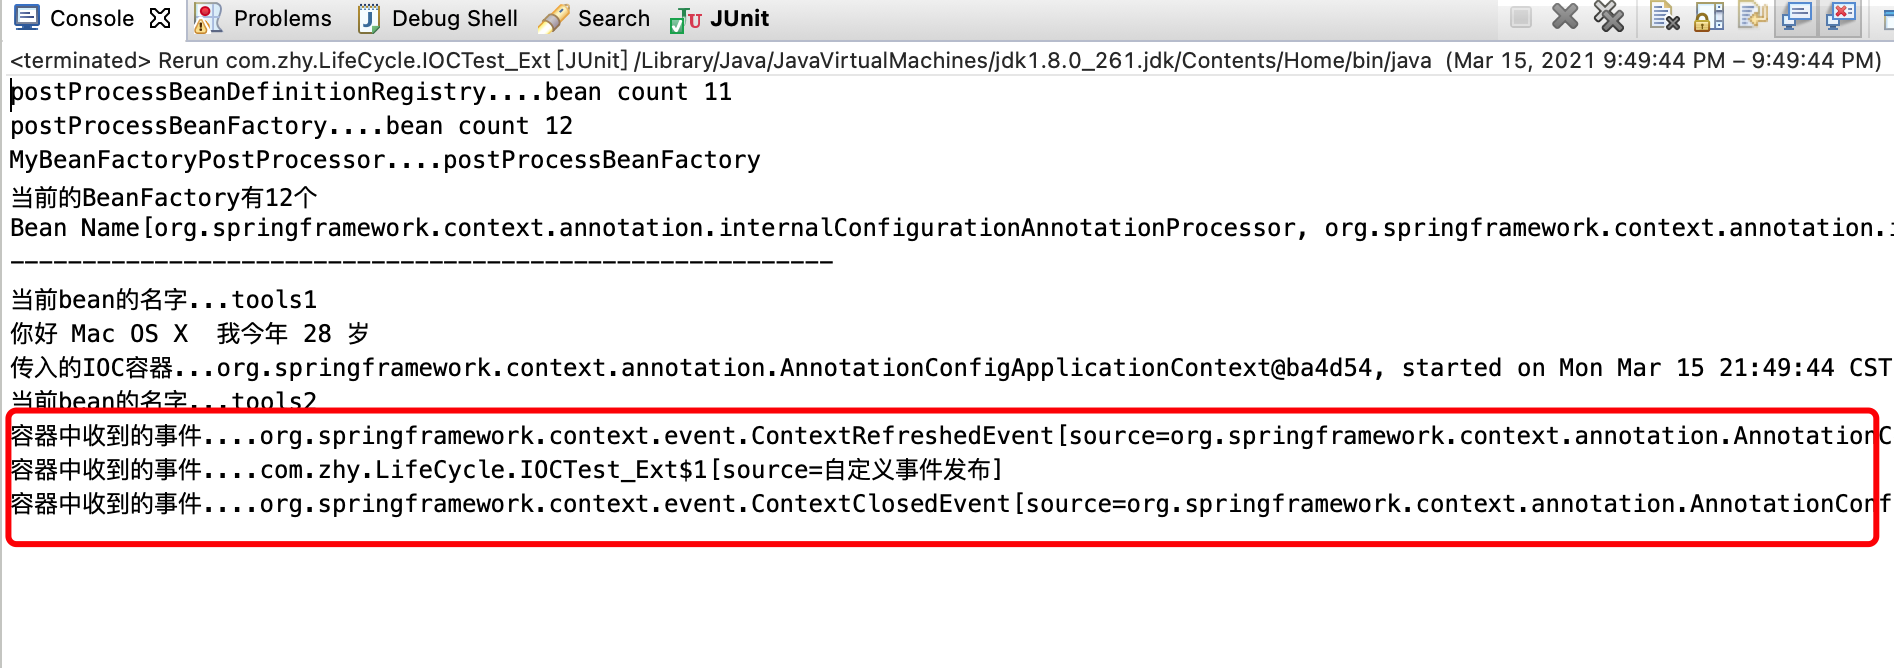 Console Problems Debug Shell Search JUnit
<terminated> Rerun com.zhy.LifeCycle.IOCTest_Ext [JUnit] /Library/Java/JavaVirtualMachines/jdk1.8.0_261.jdk/Contents/Home/bin/java (Mar 15, 2021 9:49:44 PM – 9:49:44 PM)
postProcessBeanDefinitionRegistry....bean count 11
postProcessBeanFactory....bean count 12
MyBeanFactoryPostProcessor....postProcessBeanFactory
当前的BeanFactory有12个
Bean Name[org.springframework.context.annotation.internalConfigurationAnnotationProcessor, org.springframework.context.annotation.i
---------------------------------------------------------
当前bean的名字...tools1
你好 Mac OS X  我今年 28 岁
传入的IOC容器...org.springframework.context.annotation.AnnotationConfigApplicationContext@ba4d54, started on Mon Mar 15 21:49:44 CST
当前bean的名字...tools2
容器中收到的事件....org.springframework.context.event.ContextRefreshedEvent[source=org.springframework.context.annotation.AnnotationC
容器中收到的事件....com.zhy.LifeCycle.IOCTest_Ext$1[source=自定义事件发布]
容器中收到的事件....org.springframework.context.event.ContextClosedEvent[source=org.springframework.context.annotation.AnnotationConf